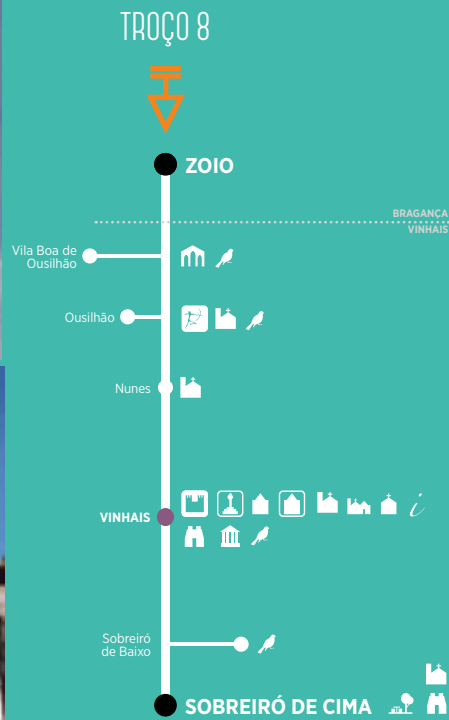 TROÇO 8
ZOIO
BRAGANÇA
VINHAIS
Vila Boa de
Ousilhão
Ousilhão
Nunes
VINHAIS
i
Sobreiró
de Baixo
SOBREIRÓ DE CIMA